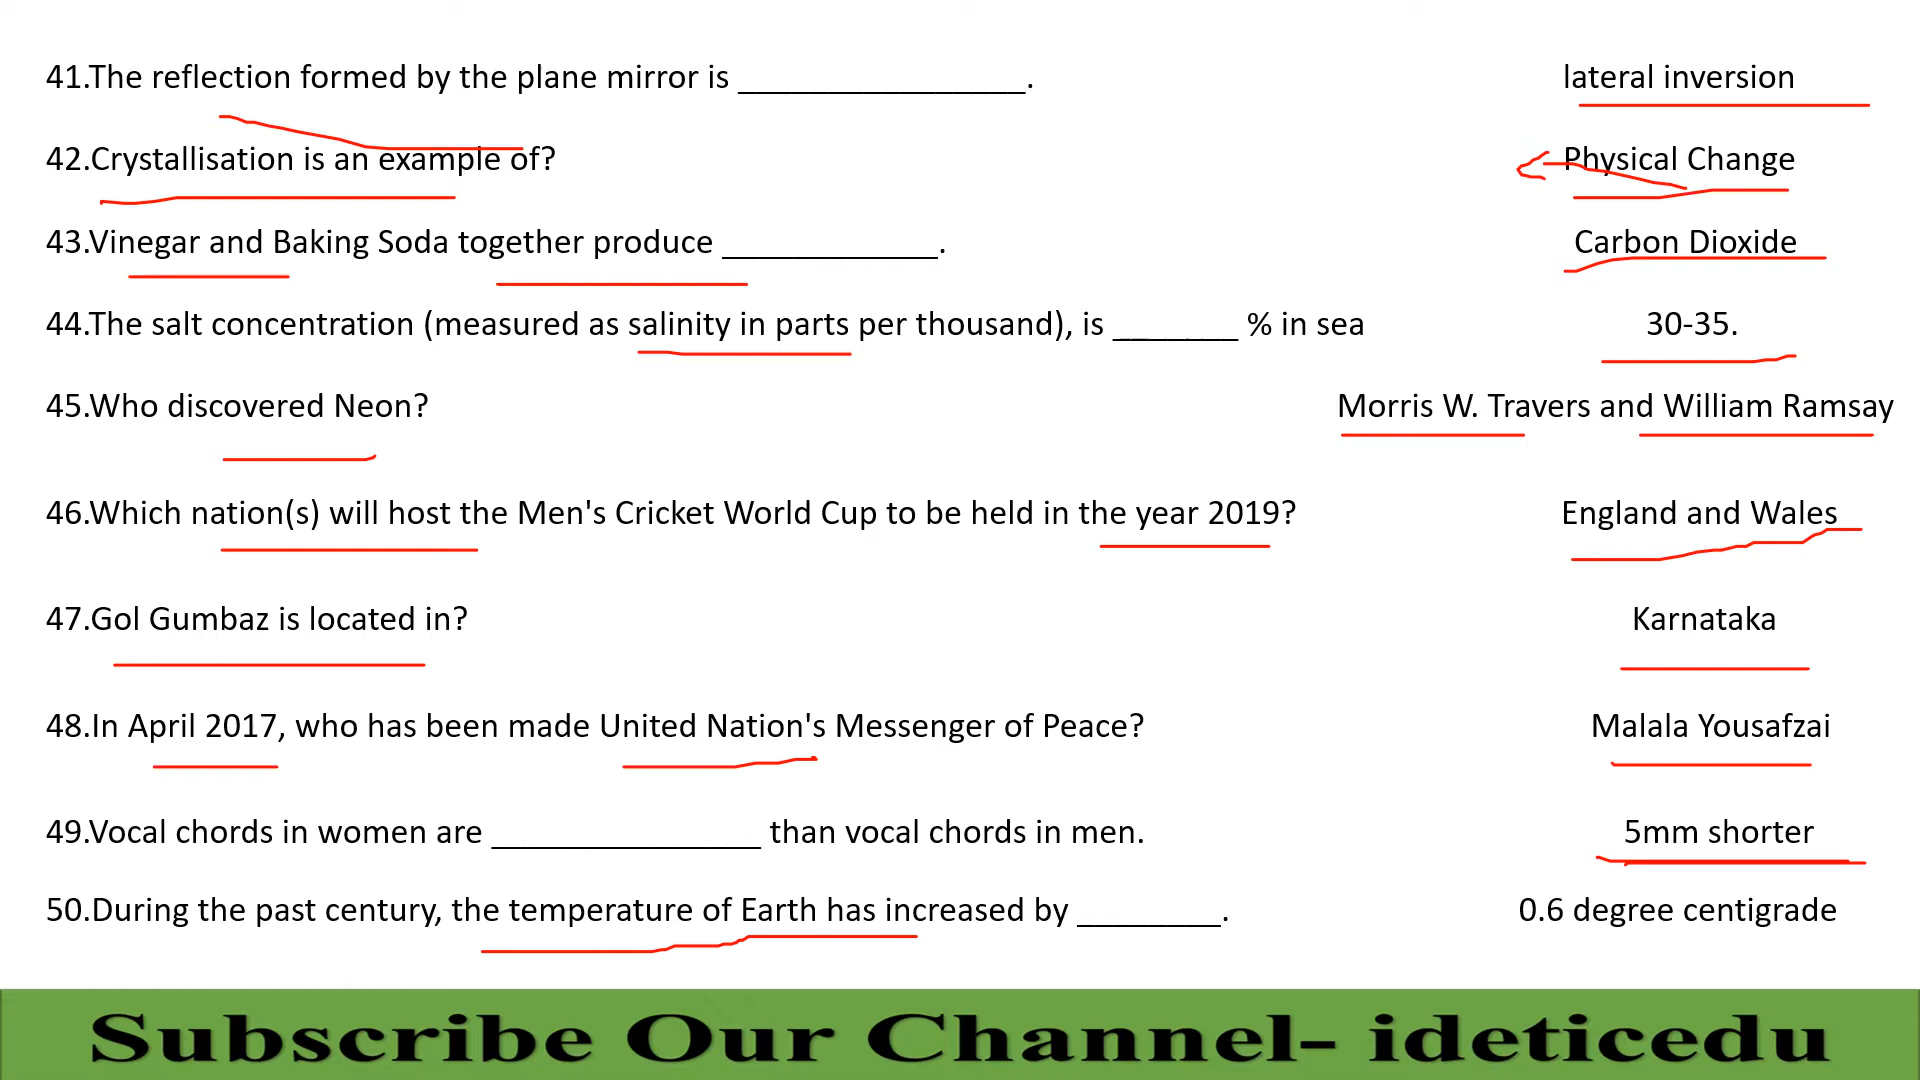 41.The reflection formed by the plane mirror is ________________. lateral inversion
42.Crystallisation is an example of? Physical Change
43.Vinegar and Baking Soda together produce ____________. Carbon Dioxide
44.The salt concentration (measured as salinity in parts per thousand), is _______ % in sea 30-35.
45.Who discovered Neon? Morris W. Travers and William Ramsay
46.Which nation(s) will host the Men's Cricket World Cup to be held in the year 2019? England and Wales
47.Gol Gumbaz is located in? Karnataka
48.In April 2017, who has been made United Nation's Messenger of Peace? Malala Yousafzai
49.Vocal chords in women are _______________ than vocal chords in men. 5mm shorter
50.During the past century, the temperature of Earth has increased by ________. 0.6 degree centigrade
Subscribe Our Channel- ideticedu